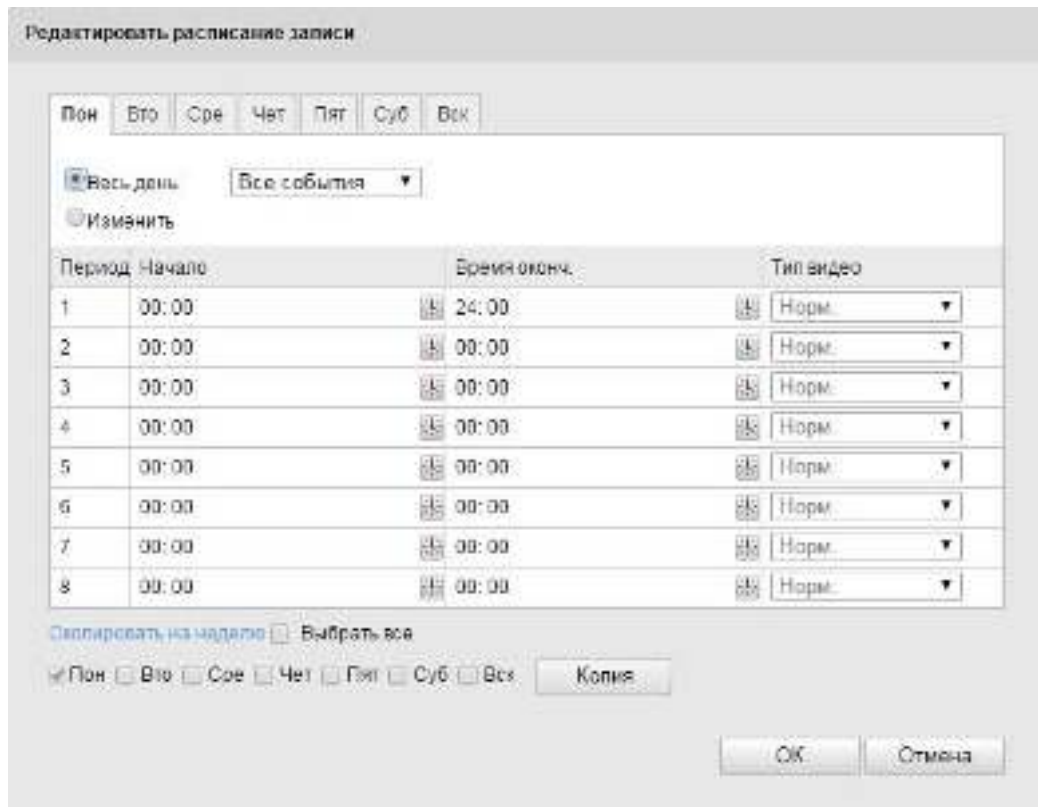 Редактировать расписание записи
Пон Вто Сре Чет Пят Суб Вск
Весь день Все события
Изменить
Период Начало Время оконч. Тип видео
1 00:00 24:00 Норм.
2 00:00 00:00 Норм.
3 00:00 00:00 Норм.
4 00:00 00:00 Норм.
5 00:00 00:00 Норм.
6 00:00 00:00 Норм.
7 00:00 00:00 Норм.
8 00:00 00:00 Норм.
Скопировать на неделю Выбрать все
Пон Вто Сре Чет Пят Суб Вск Копия
OK Отмена